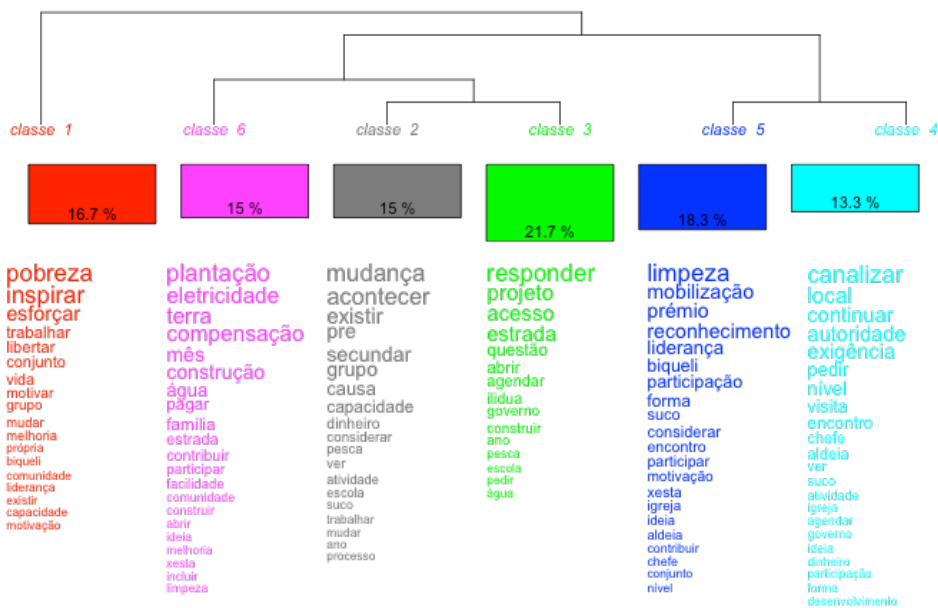 classe 1
classe 6
classe 2
classe 3
classe 5
classe 4
16.7 %
15 %
15 %
21.7 %
18.3 %
13.3 %
pobreza
inspirar
esforçar
trabalhar
libertar
conjunto
vida
motivar
grupo
mudar
melhoria
própria
biqueli
comunidade
liderança
existir
capacidade
motivação
plantação
eletricidade
terra
compensação
mês
construção
água
pagar
família
estrada
contribuir
participar
facilidade
comunidade
construir
abrir
ideia
melhoria
xesta
incluir
limpeza
mudança
acontecer
existir
pre
secundar
grupo
causa
capacidade
dinheiro
considerar
pesca
ver
atividade
escola
suco
trabalhar
mudar
ano
processo
responder
projeto
acesso
estrada
questão
abrir
agendar
ilidua
governo
construir
ano
pesca
escola
pedir
água
limpeza
mobilização
prémio
reconhecimento
liderança
biqueli
participação
forma
suco
considerar
encontro
participar
motivação
xesta
igreja
ideia
aldeia
contribuir
chefe
conjunto
nível
canalizar
local
continuar
autoridade
exigência
pedir
nível
visita
encontro
chefe
aldeia
ver
suco
atividade
igreja
agendar
governo
ideia
dinheiro
participação
forma
desenvolvimento